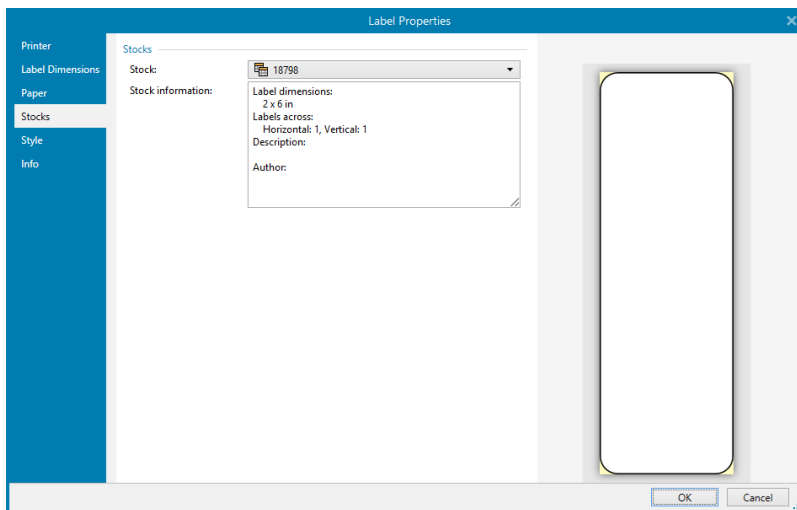 Label Properties
Printer
Label Dimensions
Paper
Stocks
Style
Info
Stocks
Stock:
18798
Stock information:
Label dimensions:
2 x 6 in
Labels across:
Horizontal: 1, Vertical: 1
Description:
Author:
OK
Cancel